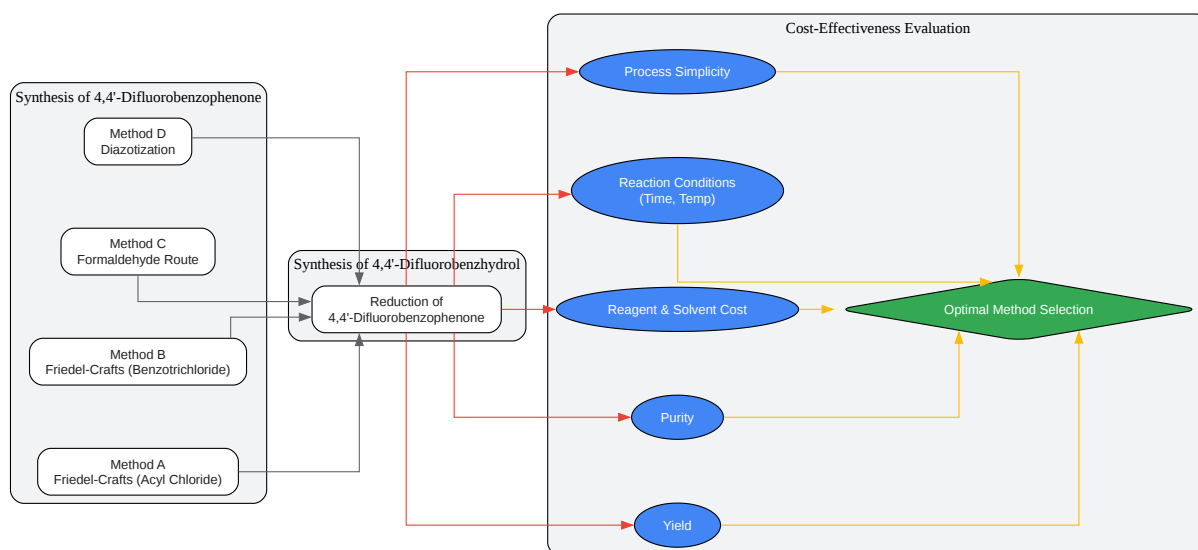 Cost-Effectiveness Evaluation
Process Simplicity
Synthesis of 4,4'-Difluorobenzophenone
Method D
Diazotization
Reaction Conditions
(Time, Temp)
Method C
Formaldehyde Route
Synthesis of 4,4'-Difluorobenzhydrol
Reduction of
4,4'-Difluorobenzophenone
Reagent & Solvent Cost
Optimal Method Selection
Method B
Friedel-Crafts (Benzotrichloride)
Purity
Method A
Friedel-Crafts (Acyl Chloride)
Yield